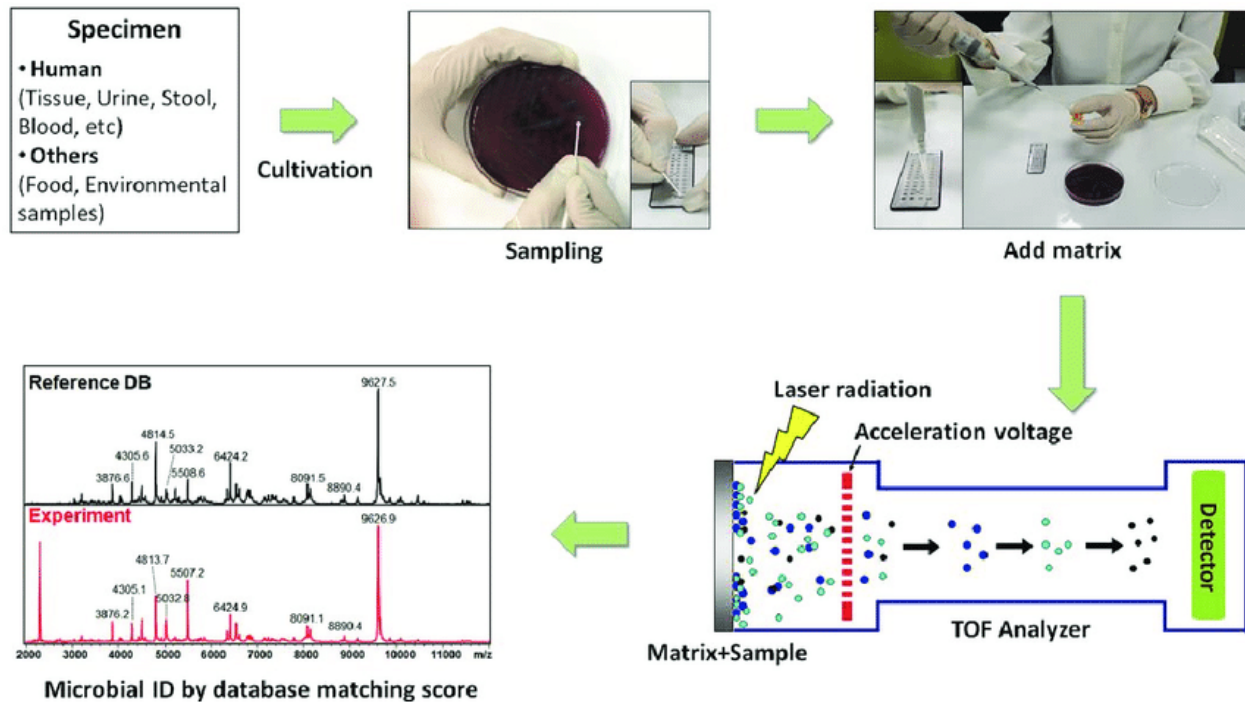 Specimen
• Human
(Tissue, Urine, Stool,
Blood, etc)
• Others
(Food, Environmental
samples)
Cultivation
Sampling
Add matrix
Laser radiation
Acceleration voltage
Detector
TOF Analyzer
Matrix+Sample
Reference DB
9627.5
4814.5
5033.2
4305.6
6424.2
3876.6
5508.6
8091.5
8890.4
Experiment
9626.9
4813.7
5507.2
4305.1
5032.8
6424.9
3876.2
8091.1
8890.4
2000 3000 4000 5000 6000 7000 8000 9000 10000 11000 m/z
Microbial ID by database matching score